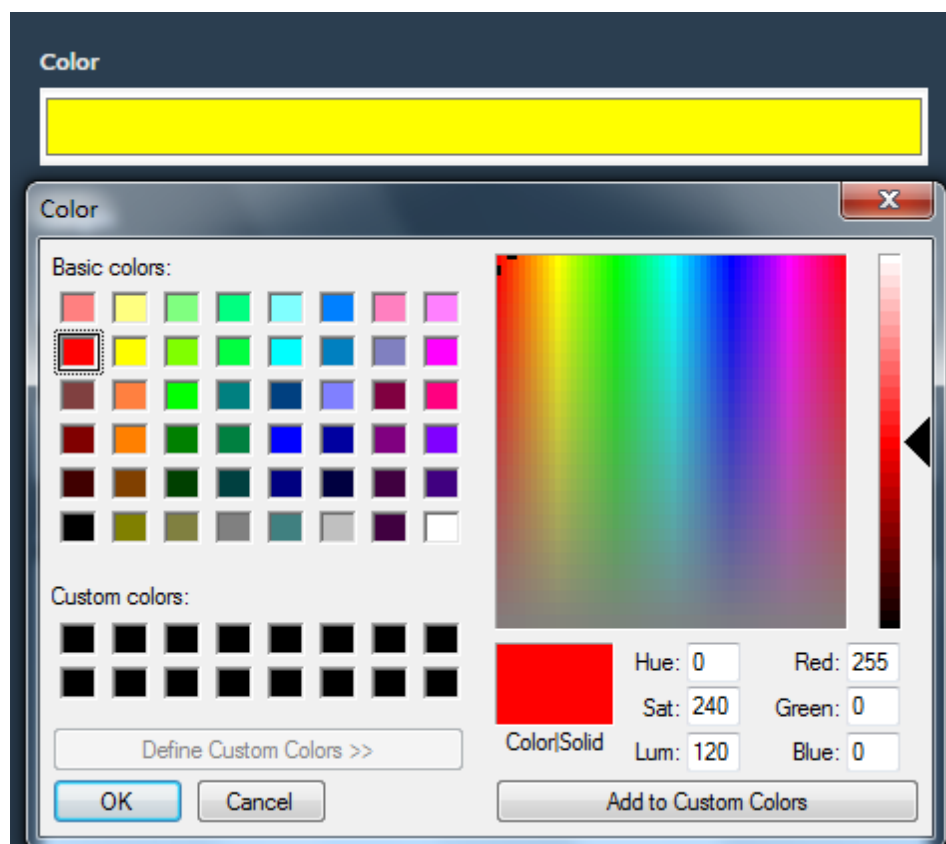 Color
Color
x
Basic colors:
Custom colors:
Define Custom Colors >>
OK Cancel
Color|Solid
Hue: 0 Red: 255
Sat: 240 Green: 0
Lum: 120 Blue: 0
Add to Custom Colors